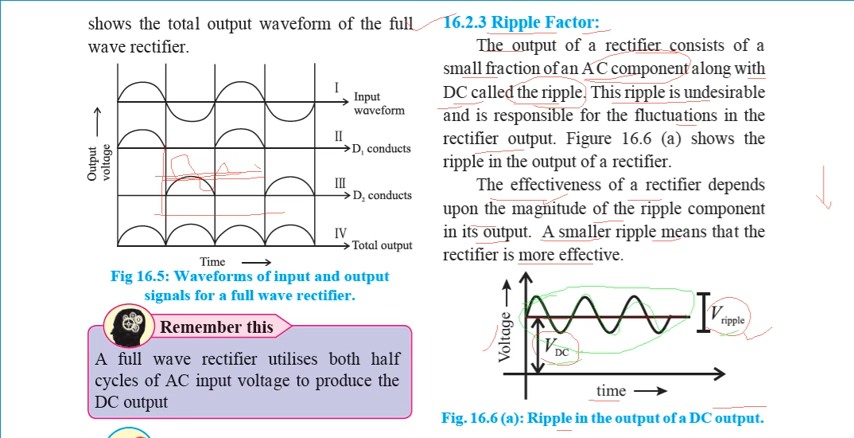 shows the total output waveform of the full
wave rectifier.
I
Input
waveform
II
D₁ conducts
III
D₂ conducts
IV
Total output
Output
voltage
Time
Fig 16.5: Waveforms of input and output
signals for a full wave rectifier.
Remember this
A full wave rectifier utilises both half
cycles of AC input voltage to produce the
DC output
16.2.3 Ripple Factor:
The output of a rectifier consists of a
small fraction of an AC component along with
DC called the ripple. This ripple is undesirable
and is responsible for the fluctuations in the
rectifier output. Figure 16.6 (a) shows the
ripple in the output of a rectifier.
The effectiveness of a rectifier depends
upon the magnitude of the ripple component
in its output. A smaller ripple means that the
rectifier is more effective.
Voltage
V DC
V ripple
time
Fig. 16.6 (a): Ripple in the output of a DC output.